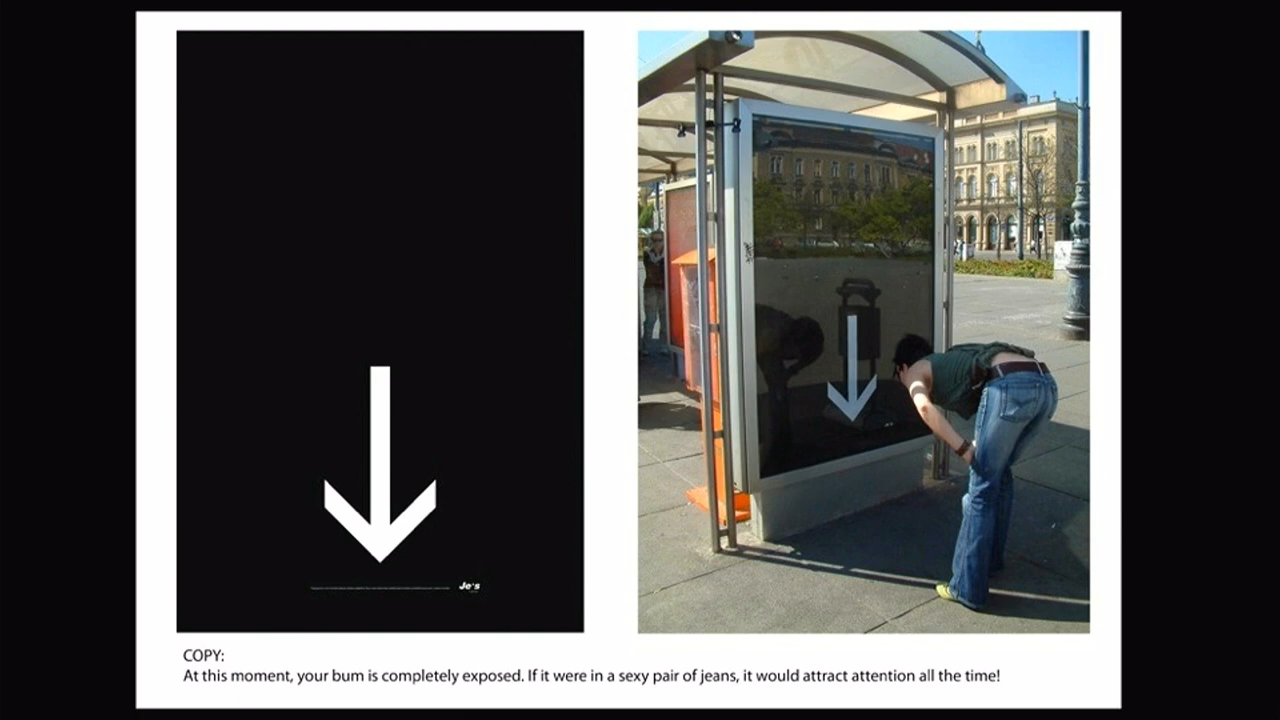 Je's
COPY:
At this moment, your bum is completely exposed. If it were in a sexy pair of jeans, it would attract attention all the time!